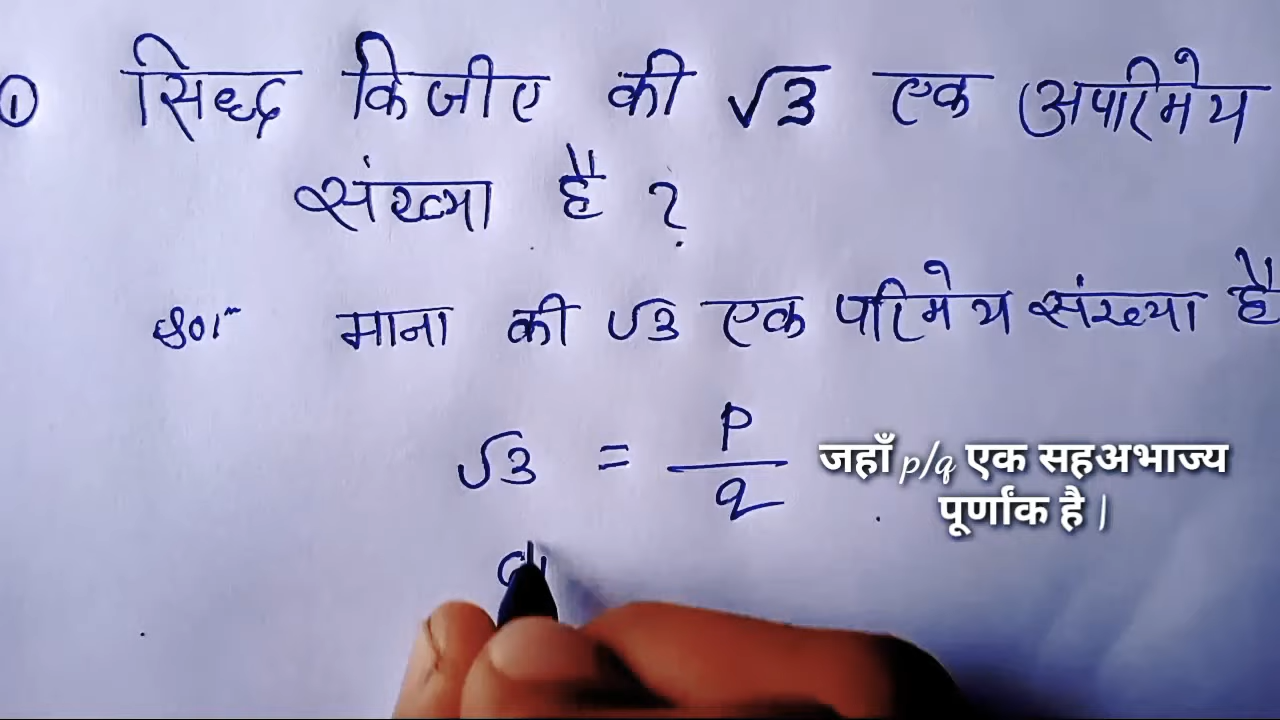 ① सिध्द किजीए की √3 एक अपरिमेय
संख्या है ?
Sol^n माना की √3 एक परिमेय संख्या है
√3 = p/q
जहाँ p/q एक सहअभाज्य
पूर्णांक है |